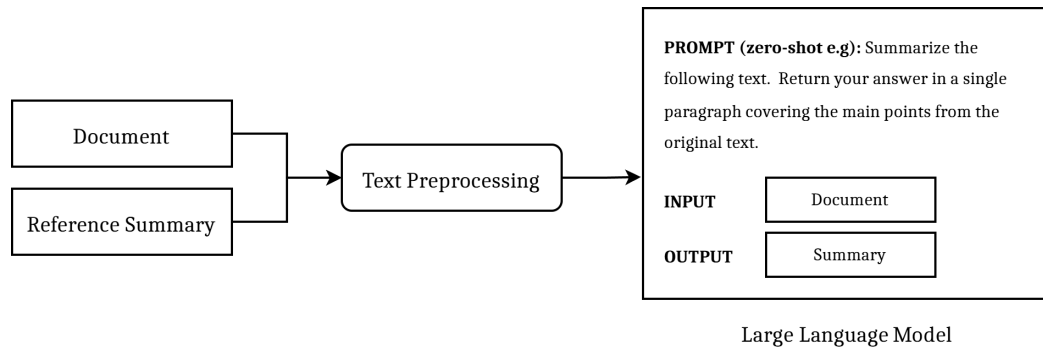 Document
Reference Summary
Text Preprocessing
PROMPT (zero-shot e.g): Summarize the
following text. Return your answer in a single
paragraph covering the main points from the
original text.
INPUT
Document
OUTPUT
Summary
Large Language Model